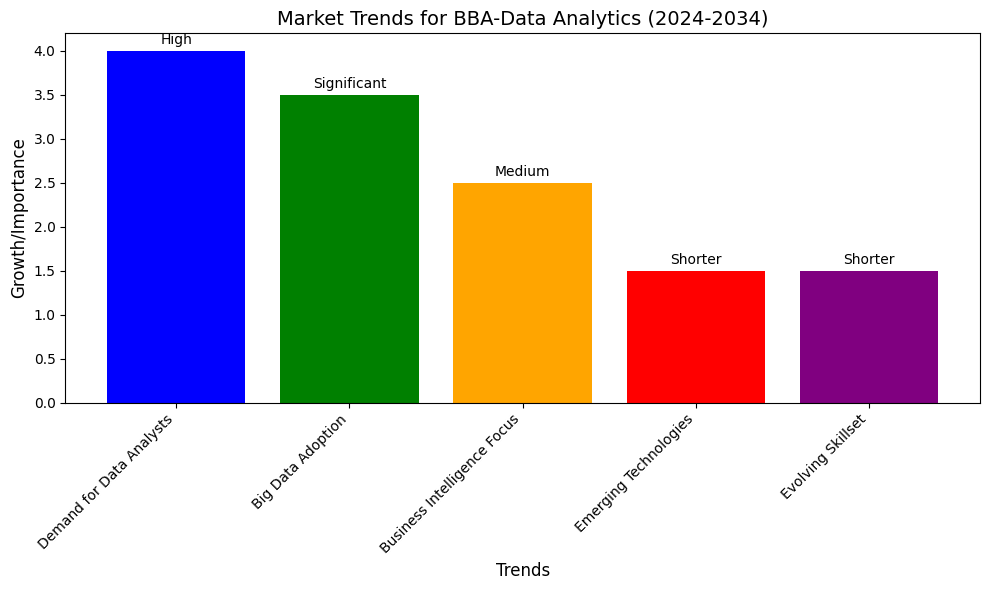 Market Trends for BBA-Data Analytics (2024-2034)
High
Significant
Medium
Shorter
Shorter
Growth/Importance
4.0
3.5
3.0
2.5
2.0
1.5
1.0
0.5
0.0
Demand for Data Analysts
Big Data Adoption
Business Intelligence Focus
Emerging Technologies
Evolving Skillset
Trends